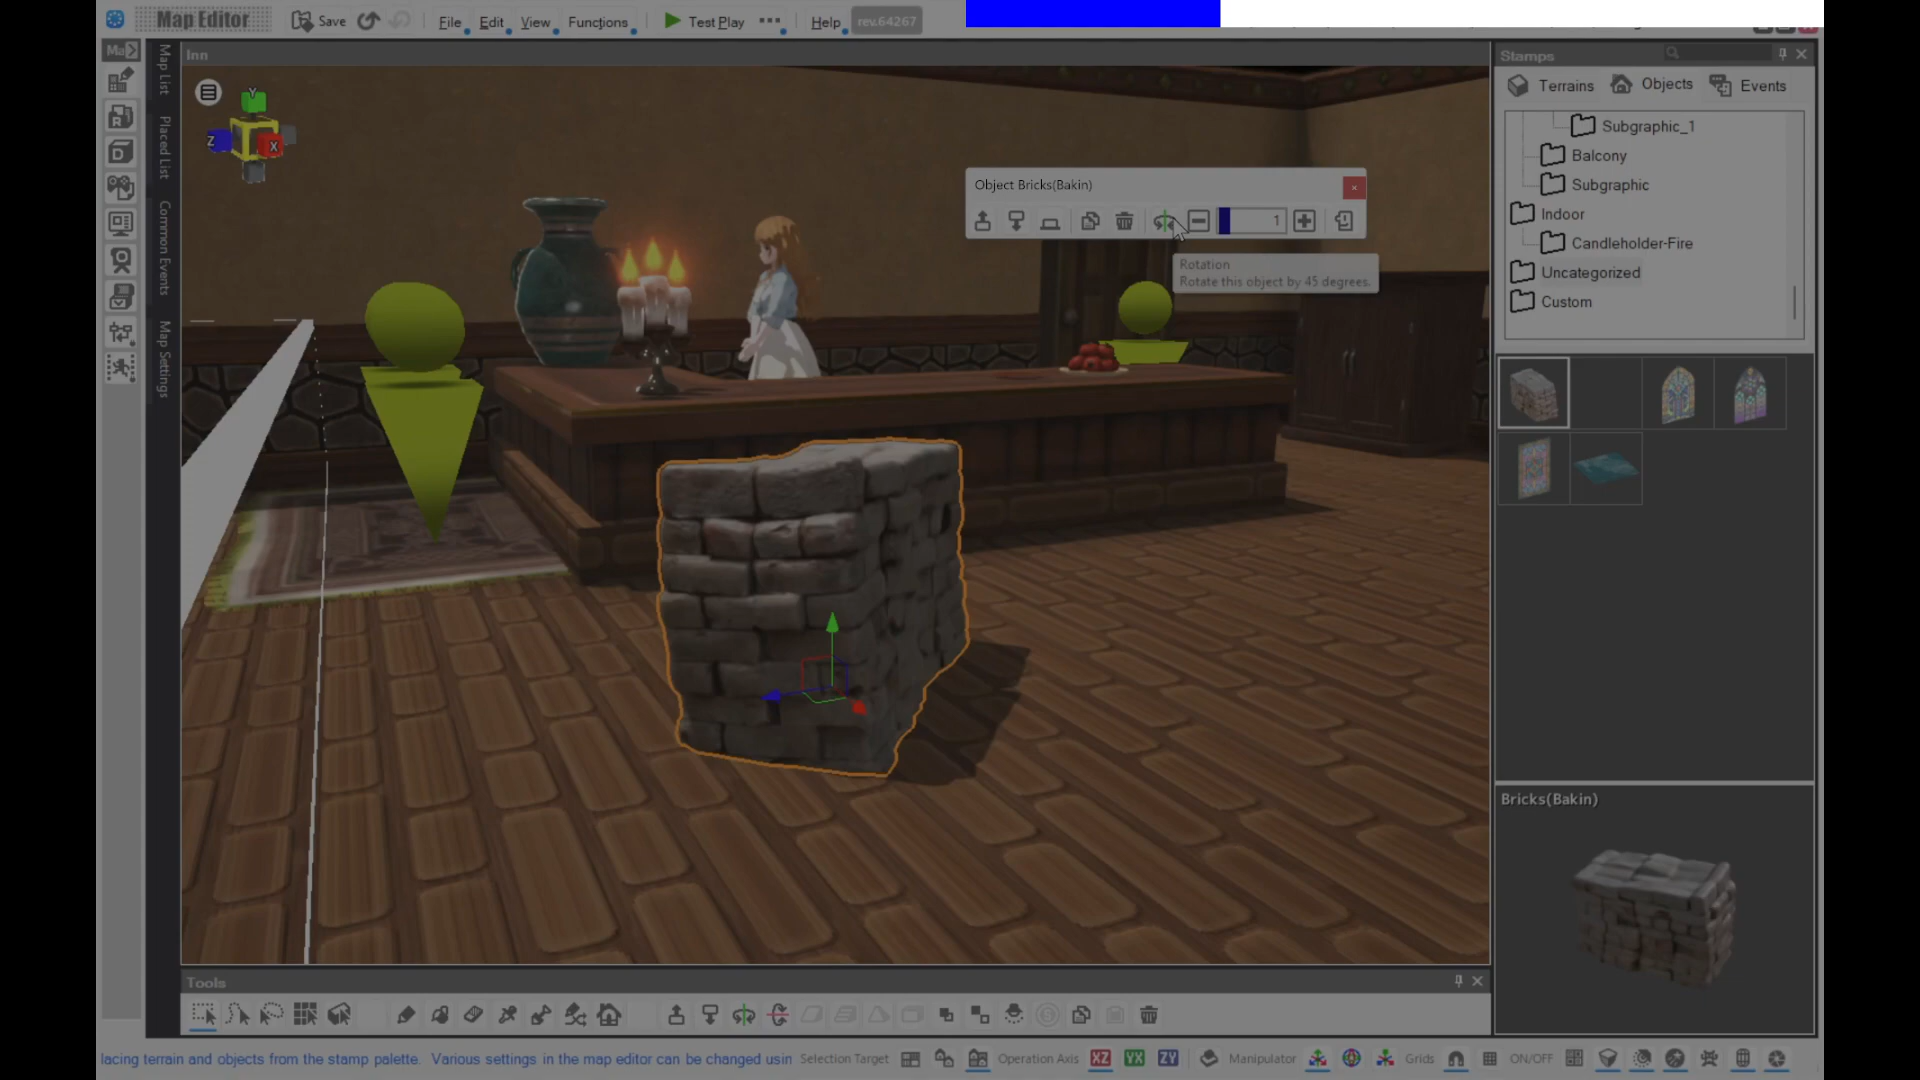 Map Editor
Save
File
Edit
View
Functions
Test Play
Help
rev.64267
Ma
Map List
Placed List
Common Events
Map Settings
Inn
Y
Z
X
Object Bricks(Bakin)
1
Rotation
Rotate this object by 45 degrees.
Stamps
Terrains
Objects
Events
Subgraphic_1
Balcony
Subgraphic
Indoor
Candleholder-Fire
Uncategorized
Custom
Bricks(Bakin)
Tools
lacing terrain and objects from the stamp palette. Various settings in the map editor can be changed usin
Selection Target
Operation Axis
XZ
YX
ZY
Manipulator
Grids
ON/OFF